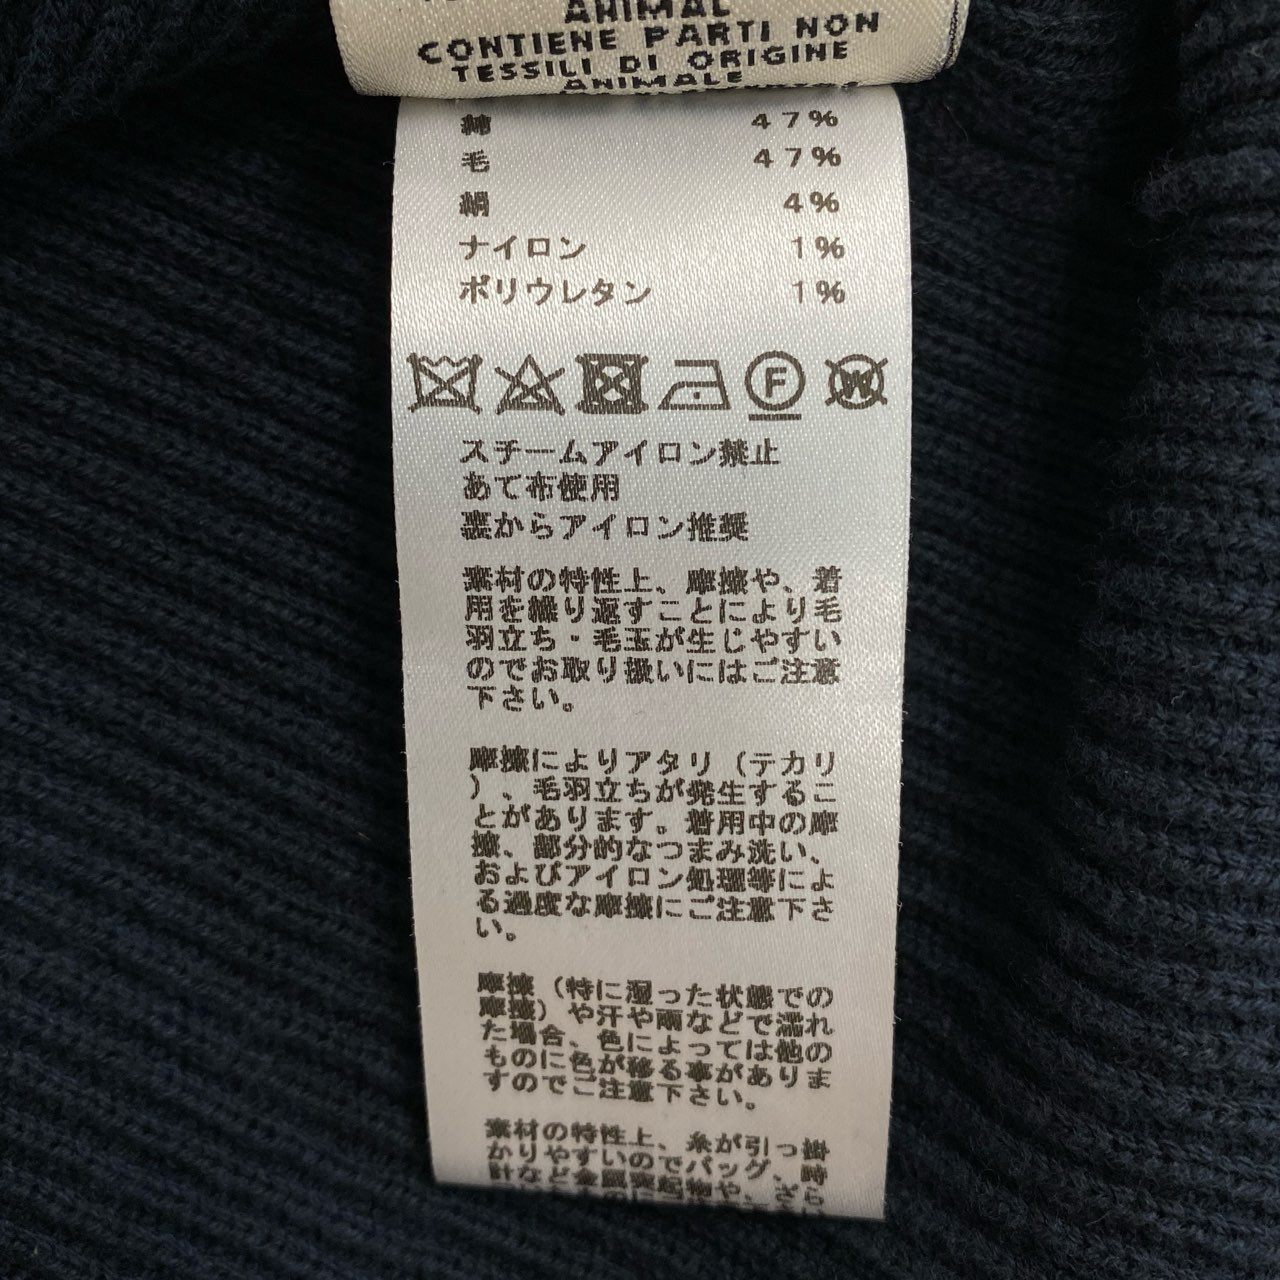 ANIMAL
CONTIENE PARTI NON
TESSILI DI ORIGINE
ANIMALE
綿 47%
毛 47%
絹 4%
ナイロン 1%
ポリウレタン 1%
F
W
スチームアイロン禁止
あて布使用
裏からアイロン推奨
素材の特性上、摩擦や、着
用を繰り返すことにより毛
羽立ち・毛玉が生じやすい
のでお取り扱いにはご注意
下さい。
摩擦によりアタリ(テカリ
)、毛羽立ちが発生するこ
とがあります。着用中の摩
擦、部分的なつまみ洗い、
およびアイロン処理等によ
る過度な摩擦にご注意下さ
い。
摩擦(特に湿った状態での
摩擦)や汗や雨などで濡れ
た場合、色によっては他の
ものに色が移る事がありま
すのでご注意下さい。
素材の特性上、糸が引っ掛
かりやすいのでバッグ、時
計など金属突起物や、ざら